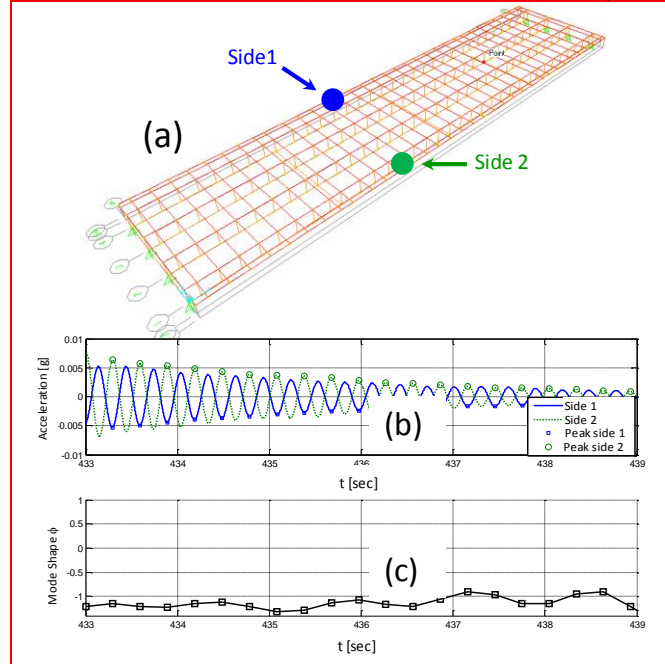 Side1
Point
(a)
Side 2
0.01
0.005
0
-0.005
-0.01
Acceleration [g]
(b)
Side 1
Side 2
Peak side 1
Peak side 2
433 434 435 436 437 438 439
t [sec]
1
0.5
0
-0.5
-1
Mode Shape ϕ
(c)
433 434 435 436 437 438 439
t [sec]